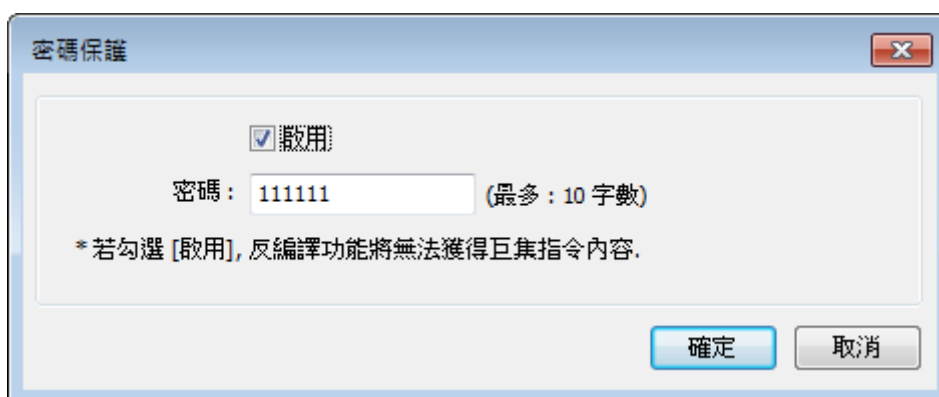 密碼保護
啟用
密碼 : 111111 (最多 : 10 字數)
* 若勾選 [啟用], 反編譯功能將無法獲得巨集指令內容.
確定 取消